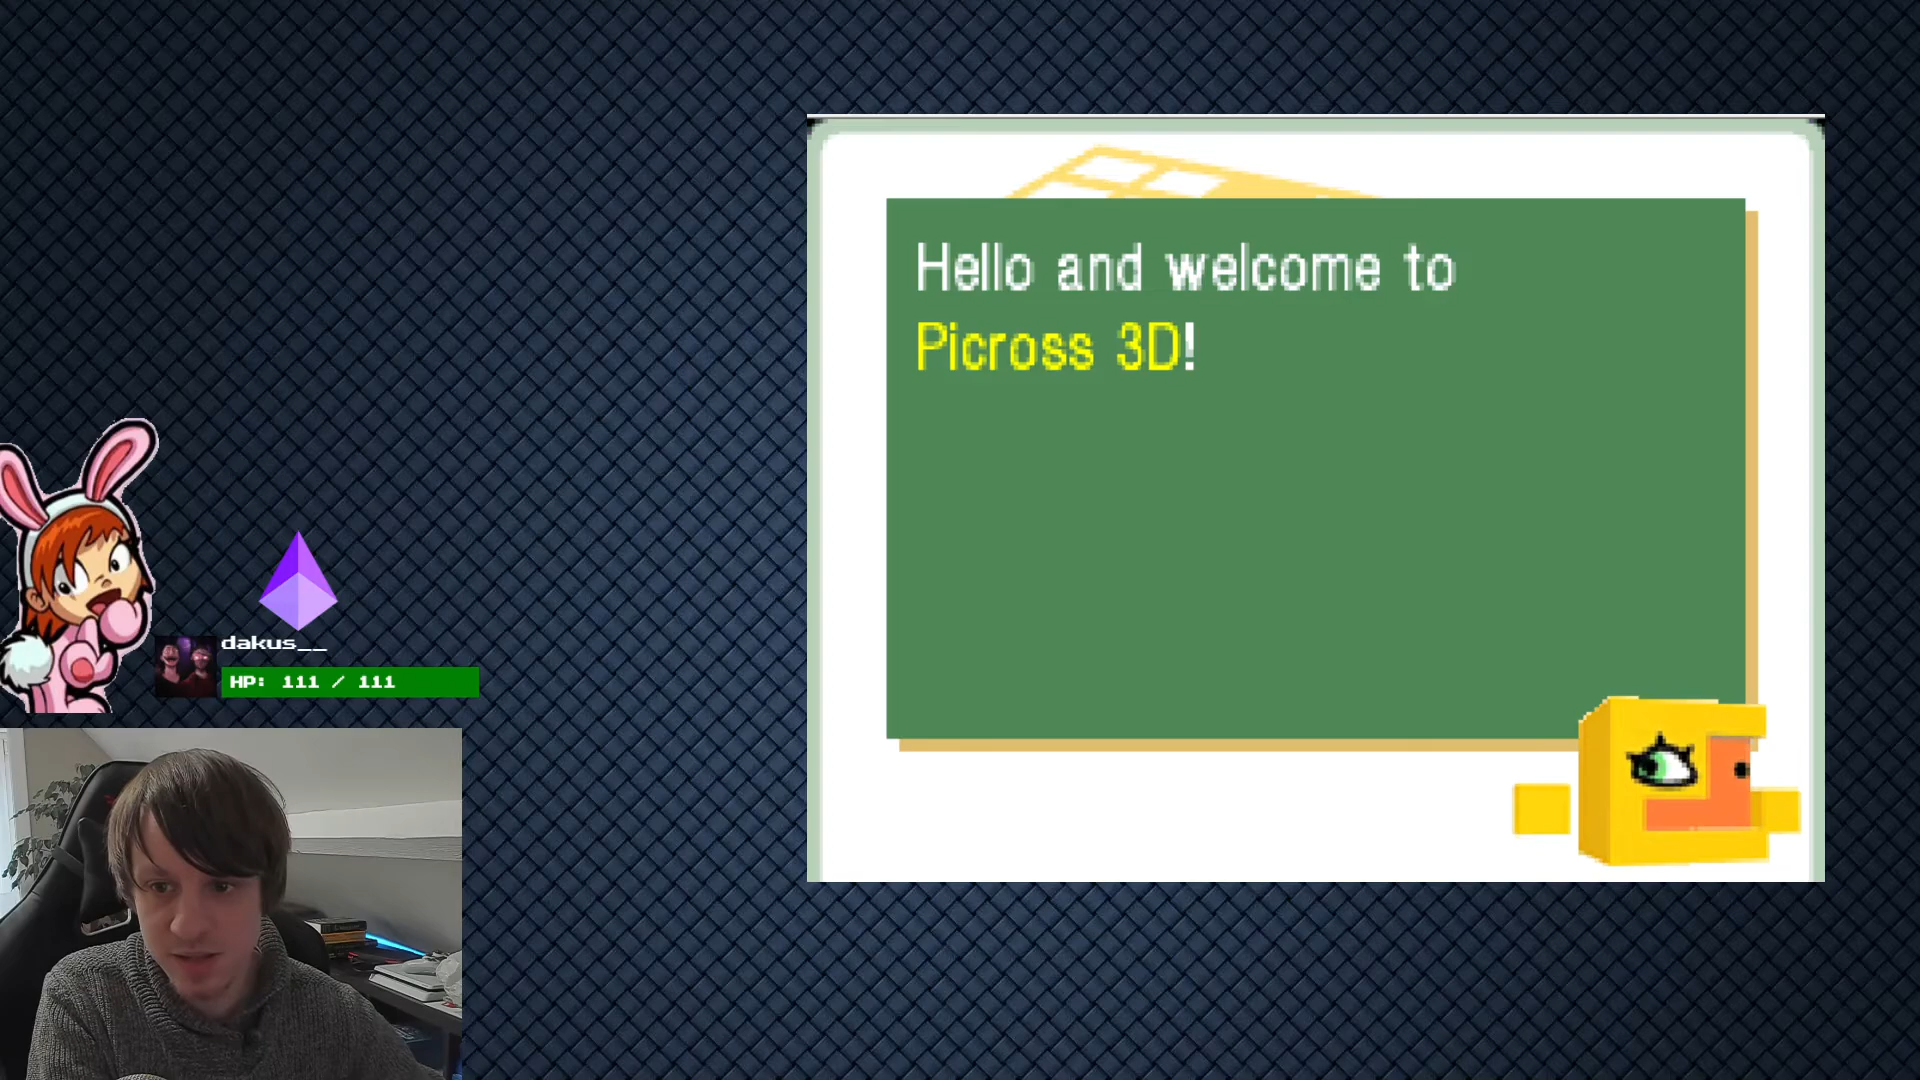 Hello and welcome to
Picross 3D!
dakus__
HP: 111 / 111